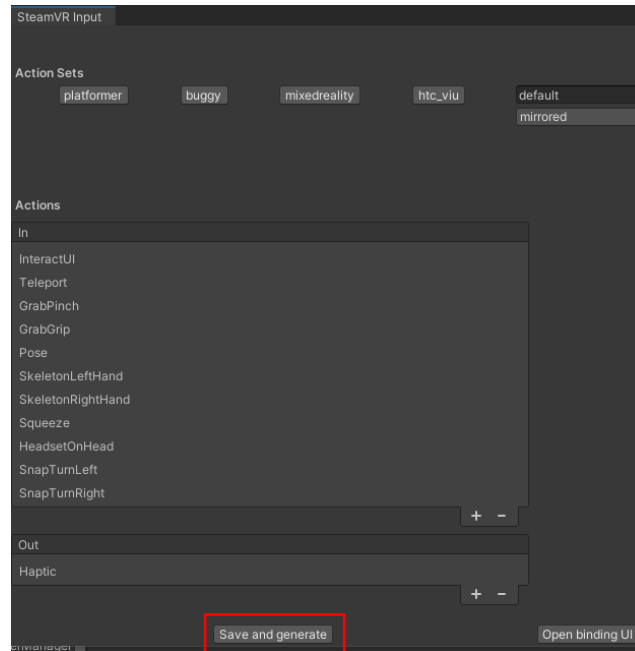 SteamVR Input
Action Sets
platformer buggy mixedreality htc_viu default
mirrored
Actions
In
InteractUI
Teleport
GrabPinch
GrabGrip
Pose
SkeletonLeftHand
SkeletonRightHand
Squeeze
HeadsetOnHead
SnapTurnLeft
SnapTurnRight
+ -
Out
Haptic
+ -
Save and generate Open binding UI